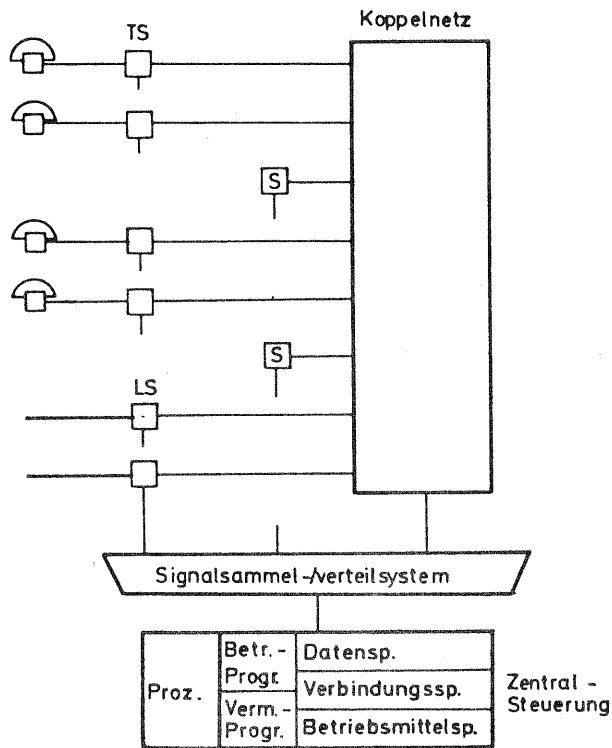 Koppelnetz
TS
S
S
LS
Signalsammel-/verteilsystem
Proz.
Betr.-
Progr.
Verm.-
Progr.
Datensp.
Verbindungssp.
Betriebsmittelsp.
Zentral-
Steuerung